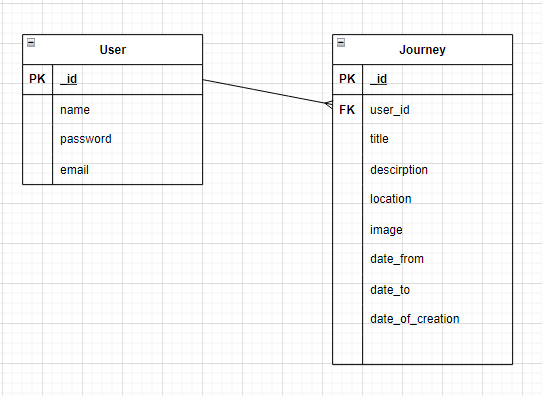 User
PK _id
name
password
email
Journey
PK _id
FK user_id
title
descirption
location
image
date_from
date_to
date_of_creation